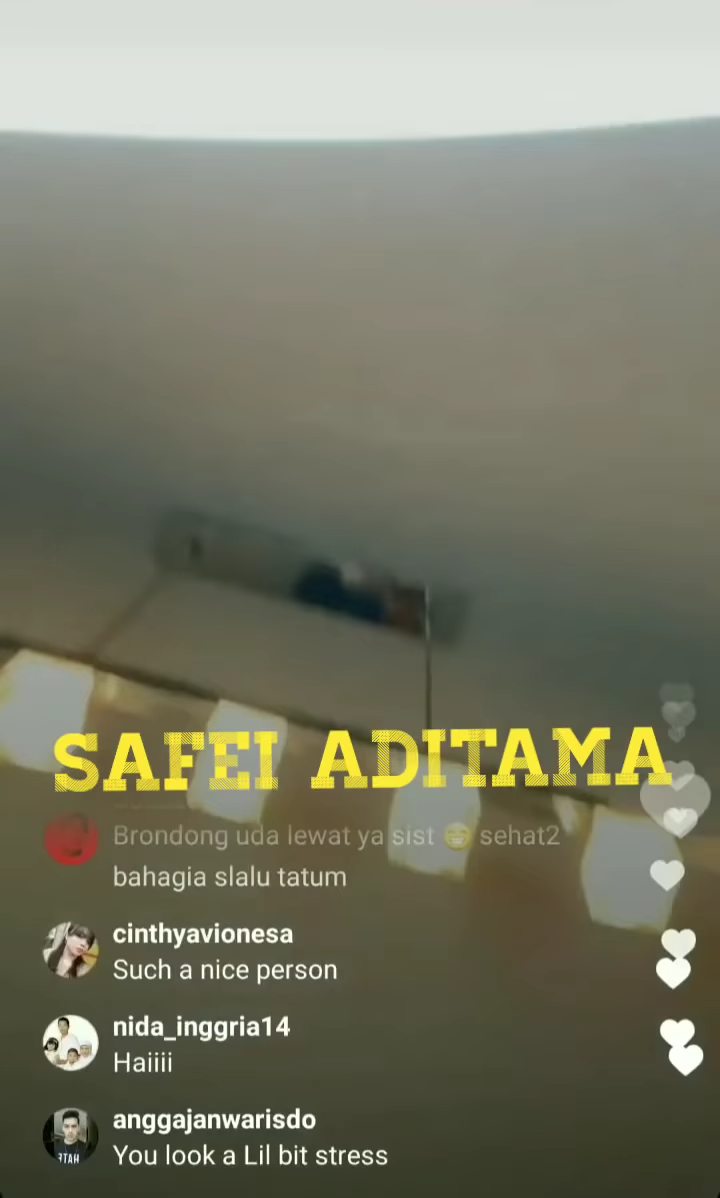 SAFEI ADITAMA
Brondong uda lewat ya sist 😄 sehat2
bahagia slalu tatum
cinthyavionesa
Such a nice person
nida_inggria14
Haiiii
anggajanwarisdo
You look a Lil bit stress